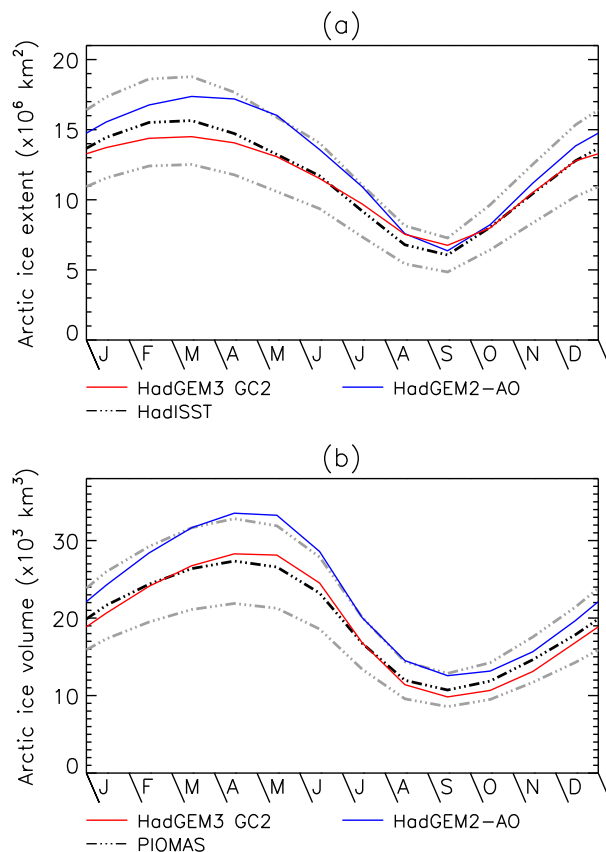 (a)
Arctic ice extent (x10⁶ km²)
20
15
10
5
0
J F M A M J J A S O N D
HadGEM3 GC2 HadGEM2-AO
HadISST
(b)
Arctic ice volume (x10³ km³)
30
20
10
0
J F M A M J J A S O N D
HadGEM3 GC2 HadGEM2-AO
PIOMAS